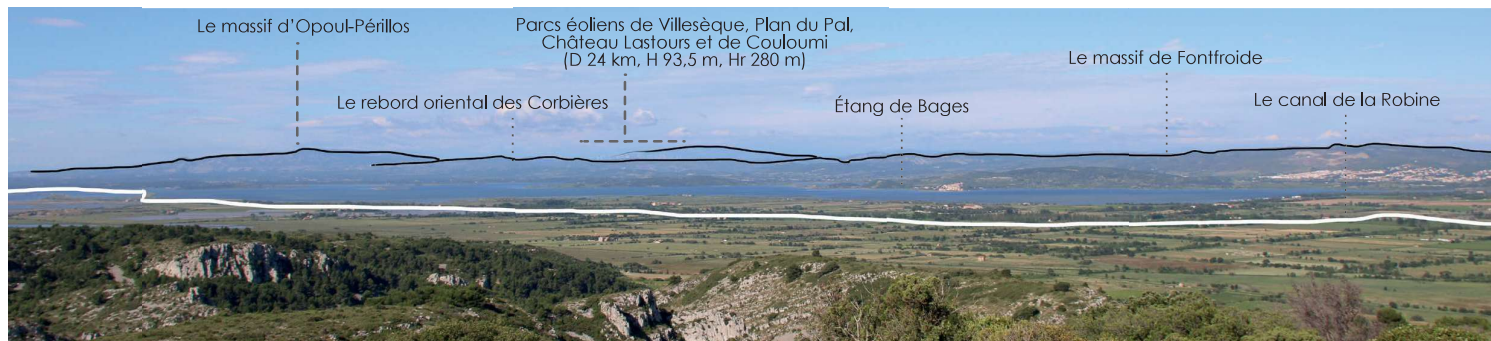 Le massif d'Opoul-Périllos
Parcs éoliens de Villesèque, Plan du Pal,
Château Lastours et de Couloumi
(D 24 km, H 93,5 m, Hr 280 m)
Le massif de Fontfroide
Le rebord oriental des Corbières
Étang de Bages
Le canal de la Robine